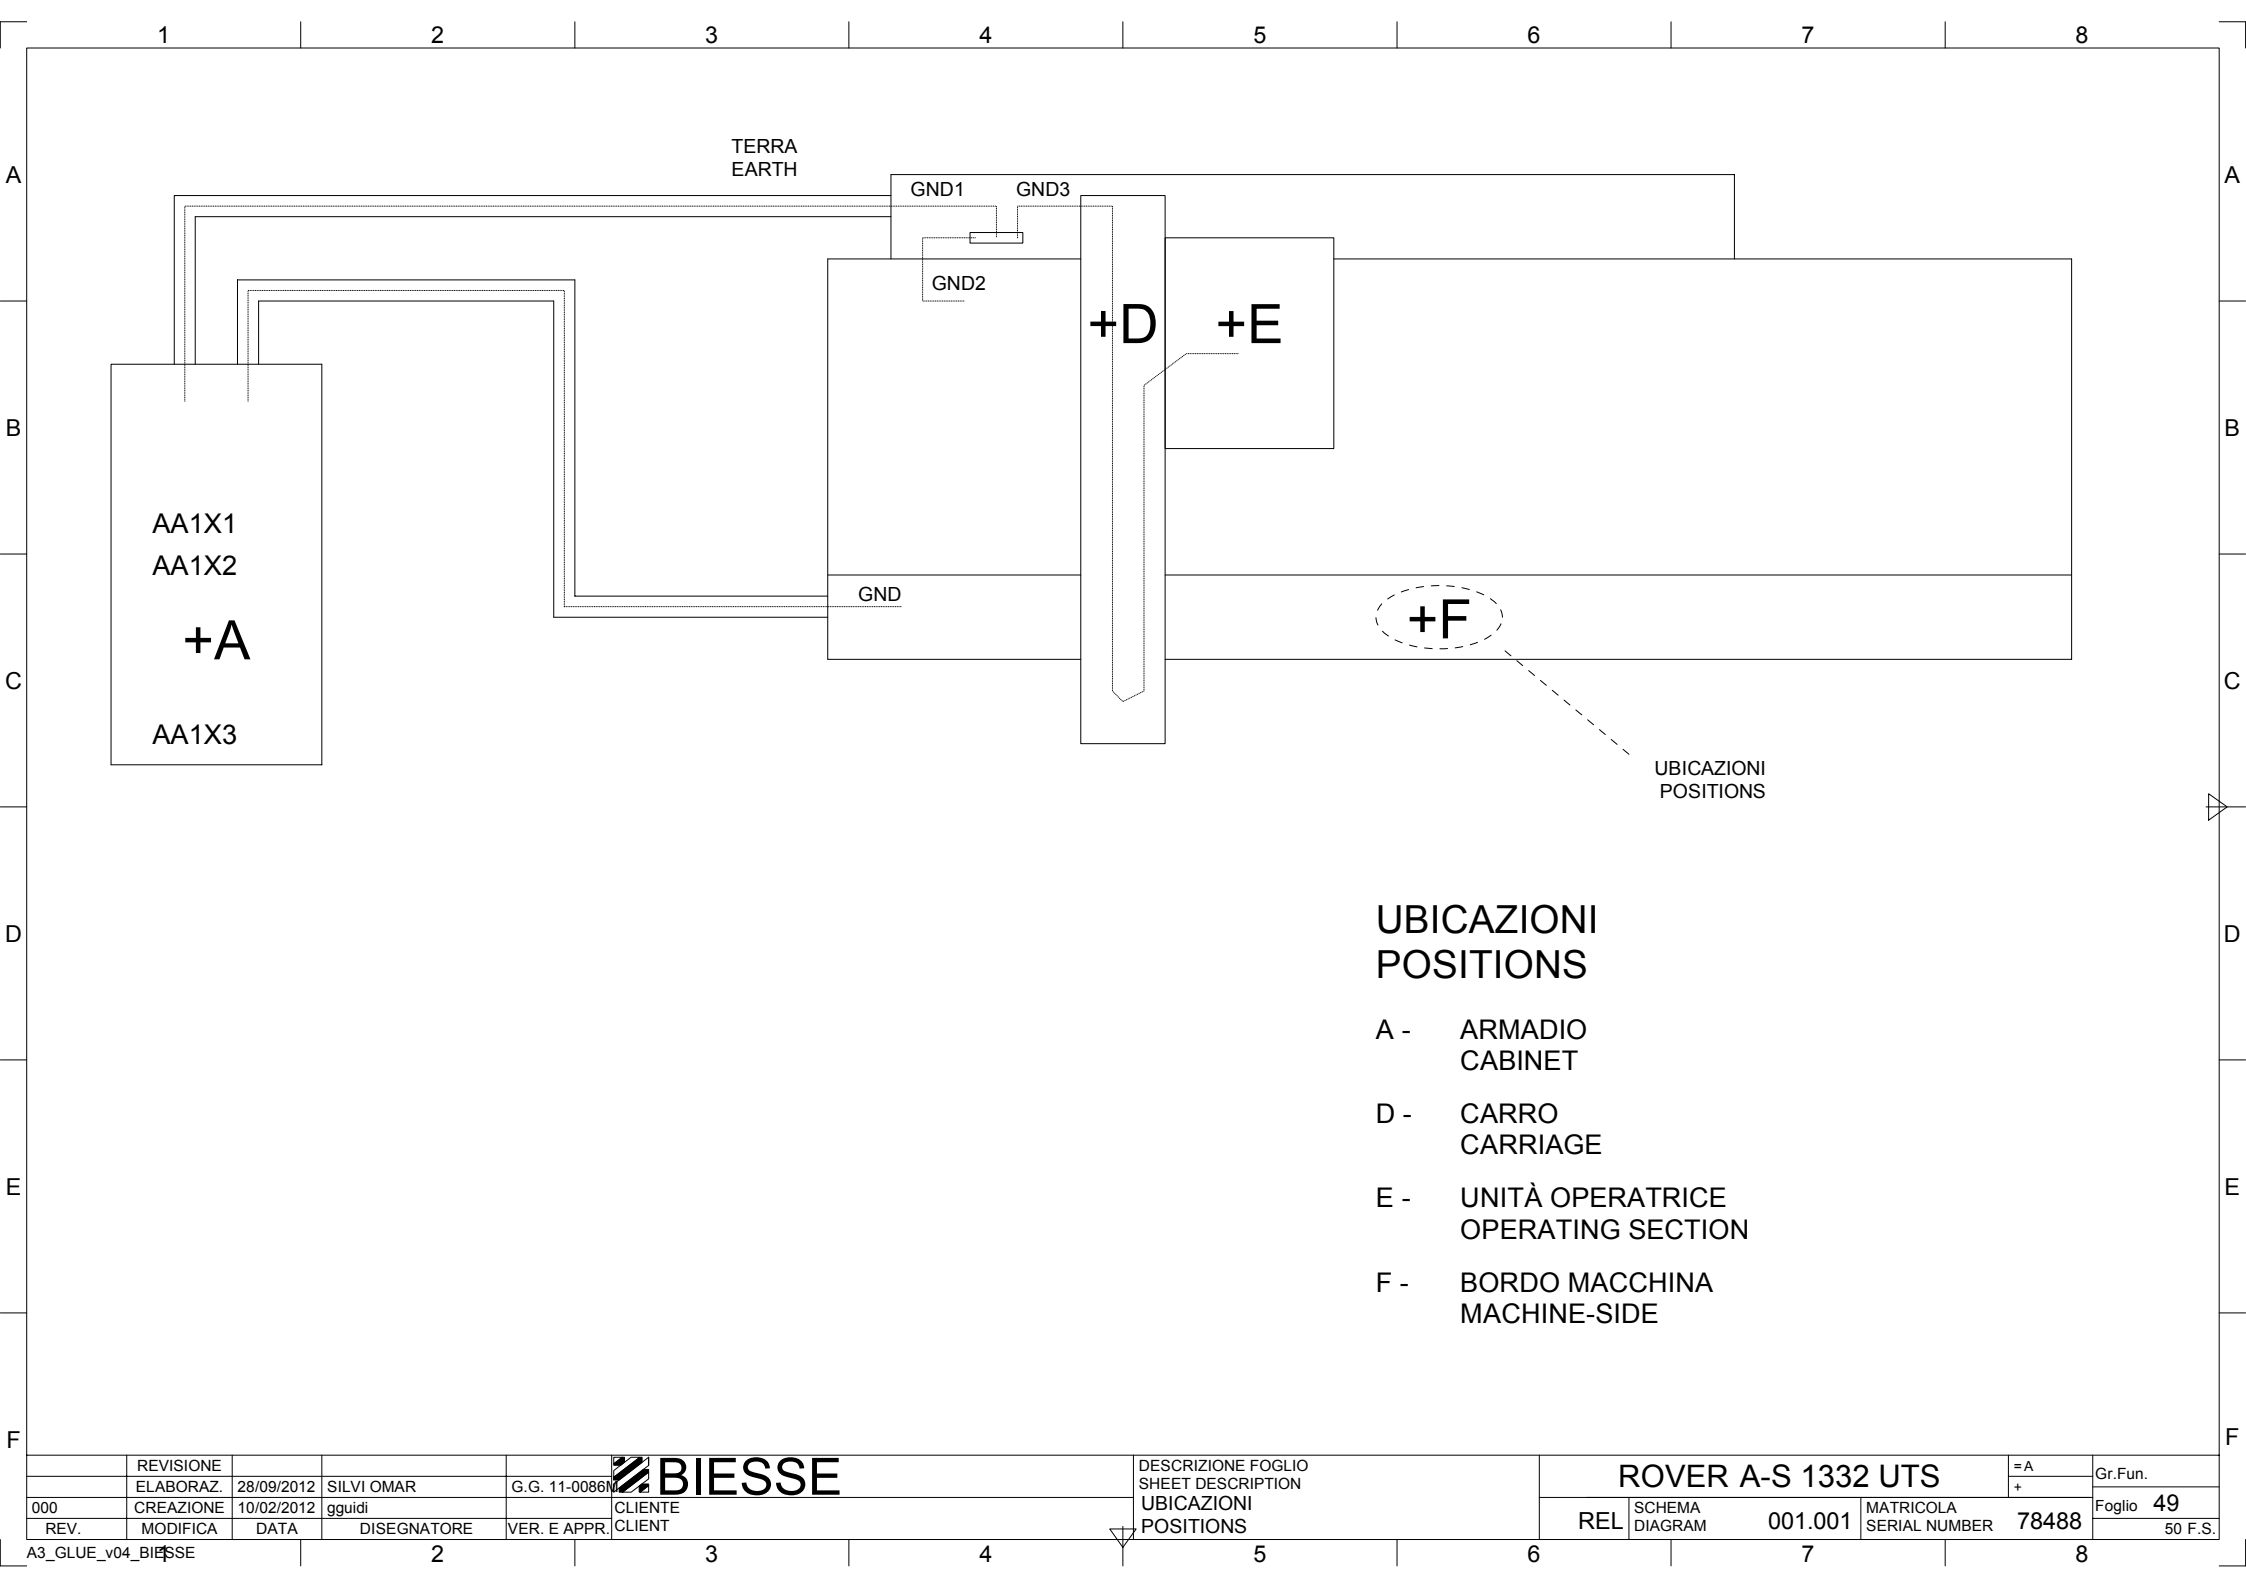 1 2 3 4 5 6 7 8
TERRA
EARTH
A
A
GND1
GND3
GND2
+D
+E
B
B
AA1X1
AA1X2
GND
+F
+A
C
C
AA1X3
UBICAZIONI
POSITIONS
UBICAZIONI
POSITIONS
D
D
A - ARMADIO
CABINET
D - CARRO
CARRIAGE
E
E
E - UNITÀ OPERATRICE
OPERATING SECTION
F - BORDO MACCHINA
MACHINE-SIDE
F
F
REVISIONE
ELABORAZ. 28/09/2012 SILVI OMAR G.G. 11-0086M
000 CREAZIONE 10/02/2012 gguidi
REV. MODIFICA DATA DISEGNATORE VER. E APPR.
BIESSE
CLIENTE
CLIENT
DESCRIZIONE FOGLIO
SHEET DESCRIPTION
UBICAZIONI
POSITIONS
ROVER A-S 1332 UTS
REL SCHEMA
DIAGRAM
001.001
MATRICOLA
SERIAL NUMBER
78488
=A
+
Gr.Fun.
Foglio 49
50 F.S.
A3_GLUE_v04_BIESSE
1 2 3 4 5 6 7 8